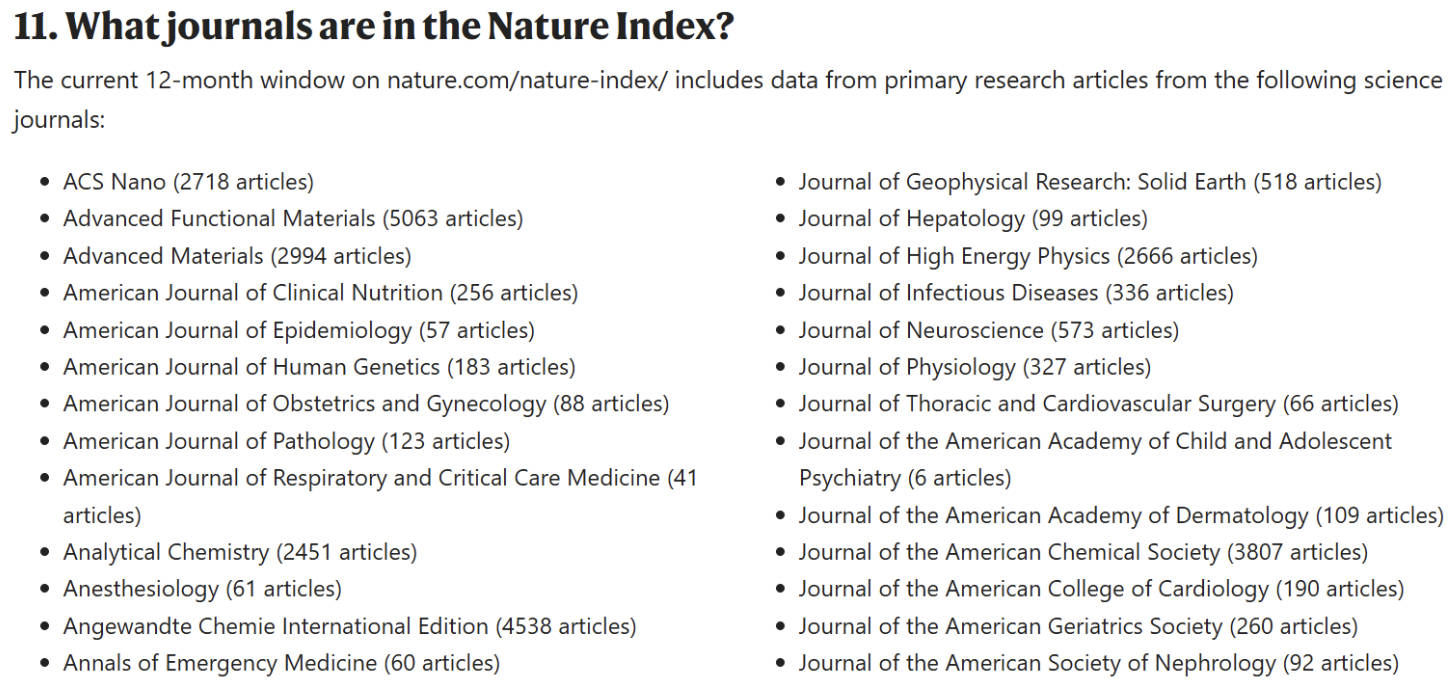 11. What journals are in the Nature Index?
The current 12-month window on nature.com/nature-index/ includes data from primary research articles from the following science
journals:
• ACS Nano (2718 articles)
• Advanced Functional Materials (5063 articles)
• Advanced Materials (2994 articles)
• American Journal of Clinical Nutrition (256 articles)
• American Journal of Epidemiology (57 articles)
• American Journal of Human Genetics (183 articles)
• American Journal of Obstetrics and Gynecology (88 articles)
• American Journal of Pathology (123 articles)
• American Journal of Respiratory and Critical Care Medicine (41
articles)
• Analytical Chemistry (2451 articles)
• Anesthesiology (61 articles)
• Angewandte Chemie International Edition (4538 articles)
• Annals of Emergency Medicine (60 articles)
• Journal of Geophysical Research: Solid Earth (518 articles)
• Journal of Hepatology (99 articles)
• Journal of High Energy Physics (2666 articles)
• Journal of Infectious Diseases (336 articles)
• Journal of Neuroscience (573 articles)
• Journal of Physiology (327 articles)
• Journal of Thoracic and Cardiovascular Surgery (66 articles)
• Journal of the American Academy of Child and Adolescent
Psychiatry (6 articles)
• Journal of the American Academy of Dermatology (109 articles)
• Journal of the American Chemical Society (3807 articles)
• Journal of the American College of Cardiology (190 articles)
• Journal of the American Geriatrics Society (260 articles)
• Journal of the American Society of Nephrology (92 articles)